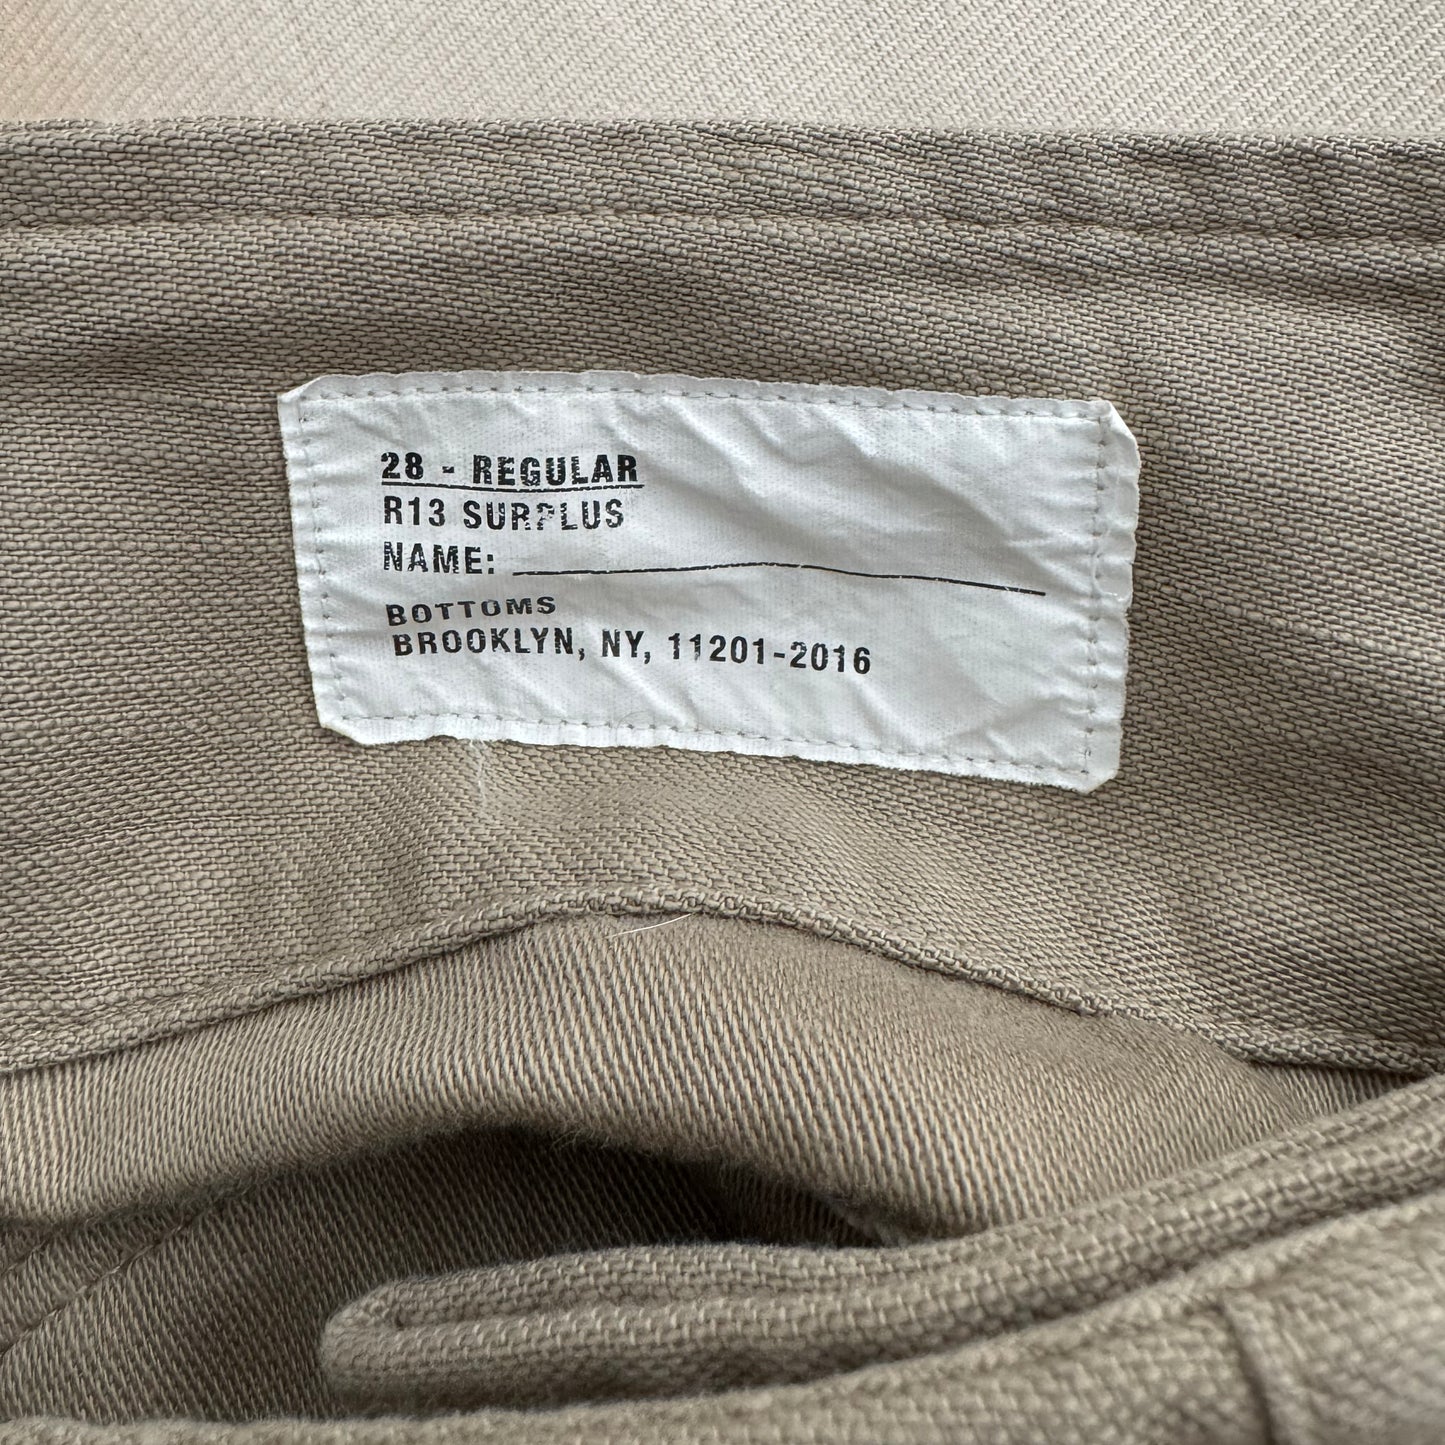 28 - REGULAR
R13 SURPLUS
NAME:
BOTTOMS
BROOKLYN, NY, 11201-2016